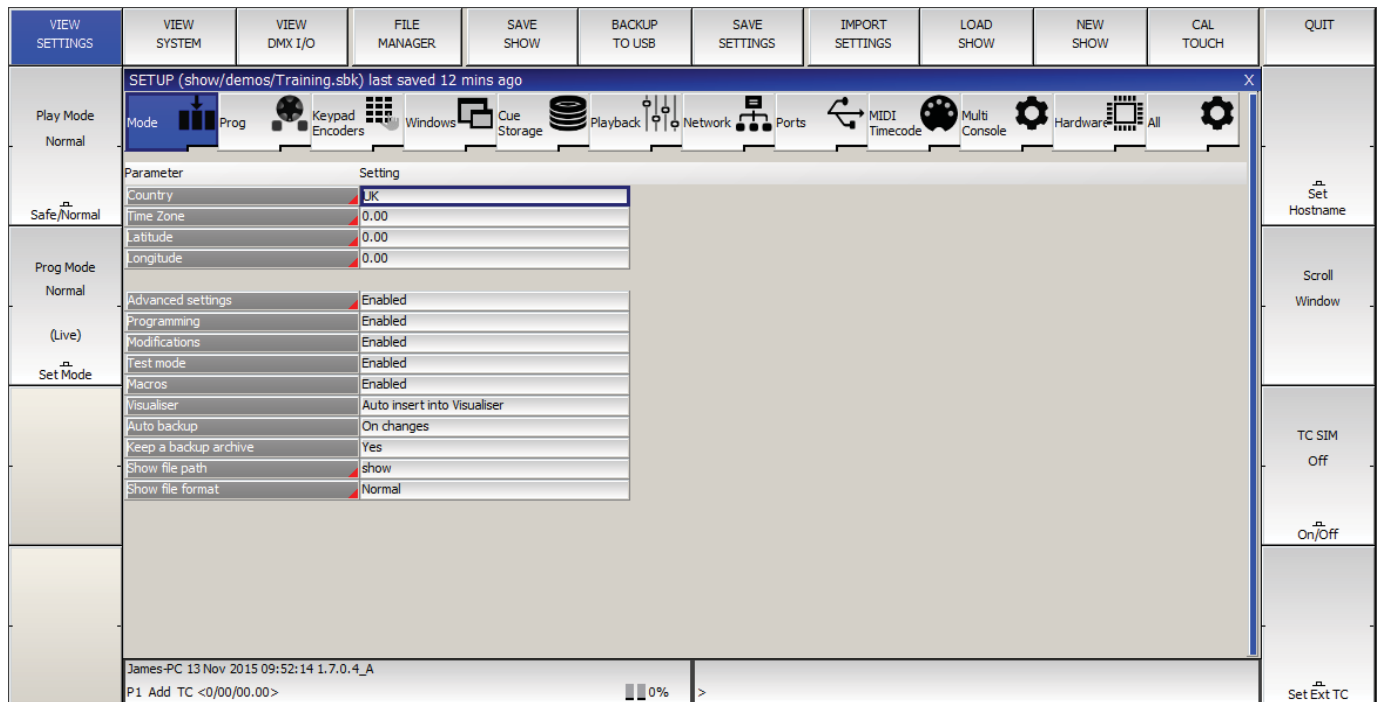 VIEW SETTINGS
VIEW SYSTEM
VIEW DMX I/O
FILE MANAGER
SAVE SHOW
BACKUP TO USB
SAVE SETTINGS
IMPORT SETTINGS
LOAD SHOW
NEW SHOW
CAL TOUCH
QUIT
Play Mode
Normal
Safe/Normal
Prog Mode
Normal
(Live)
Set Mode
SETUP (show/demos/Training.sbk) last saved 12 mins ago X
Mode
Prog
Keypad Encoders
Windows
Cue Storage
Playback
Network
Ports
MIDI Timecode
Multi Console
Hardware
All
Parameter Setting
Country UK
Time Zone 0.00
Latitude 0.00
Longitude 0.00
Advanced settings Enabled
Programming Enabled
Modifications Enabled
Test mode Enabled
Macros Enabled
Visualiser Auto insert into Visualiser
Auto backup On changes
Keep a backup archive Yes
Show file path show
Show file format Normal
Set
Hostname
Scroll
Window
TC SIM
Off
On/Off
Set Ext TC
James-PC 13 Nov 2015 09:52:14 1.7.0.4_A
P1 Add TC <0/00/00.00> 0% >